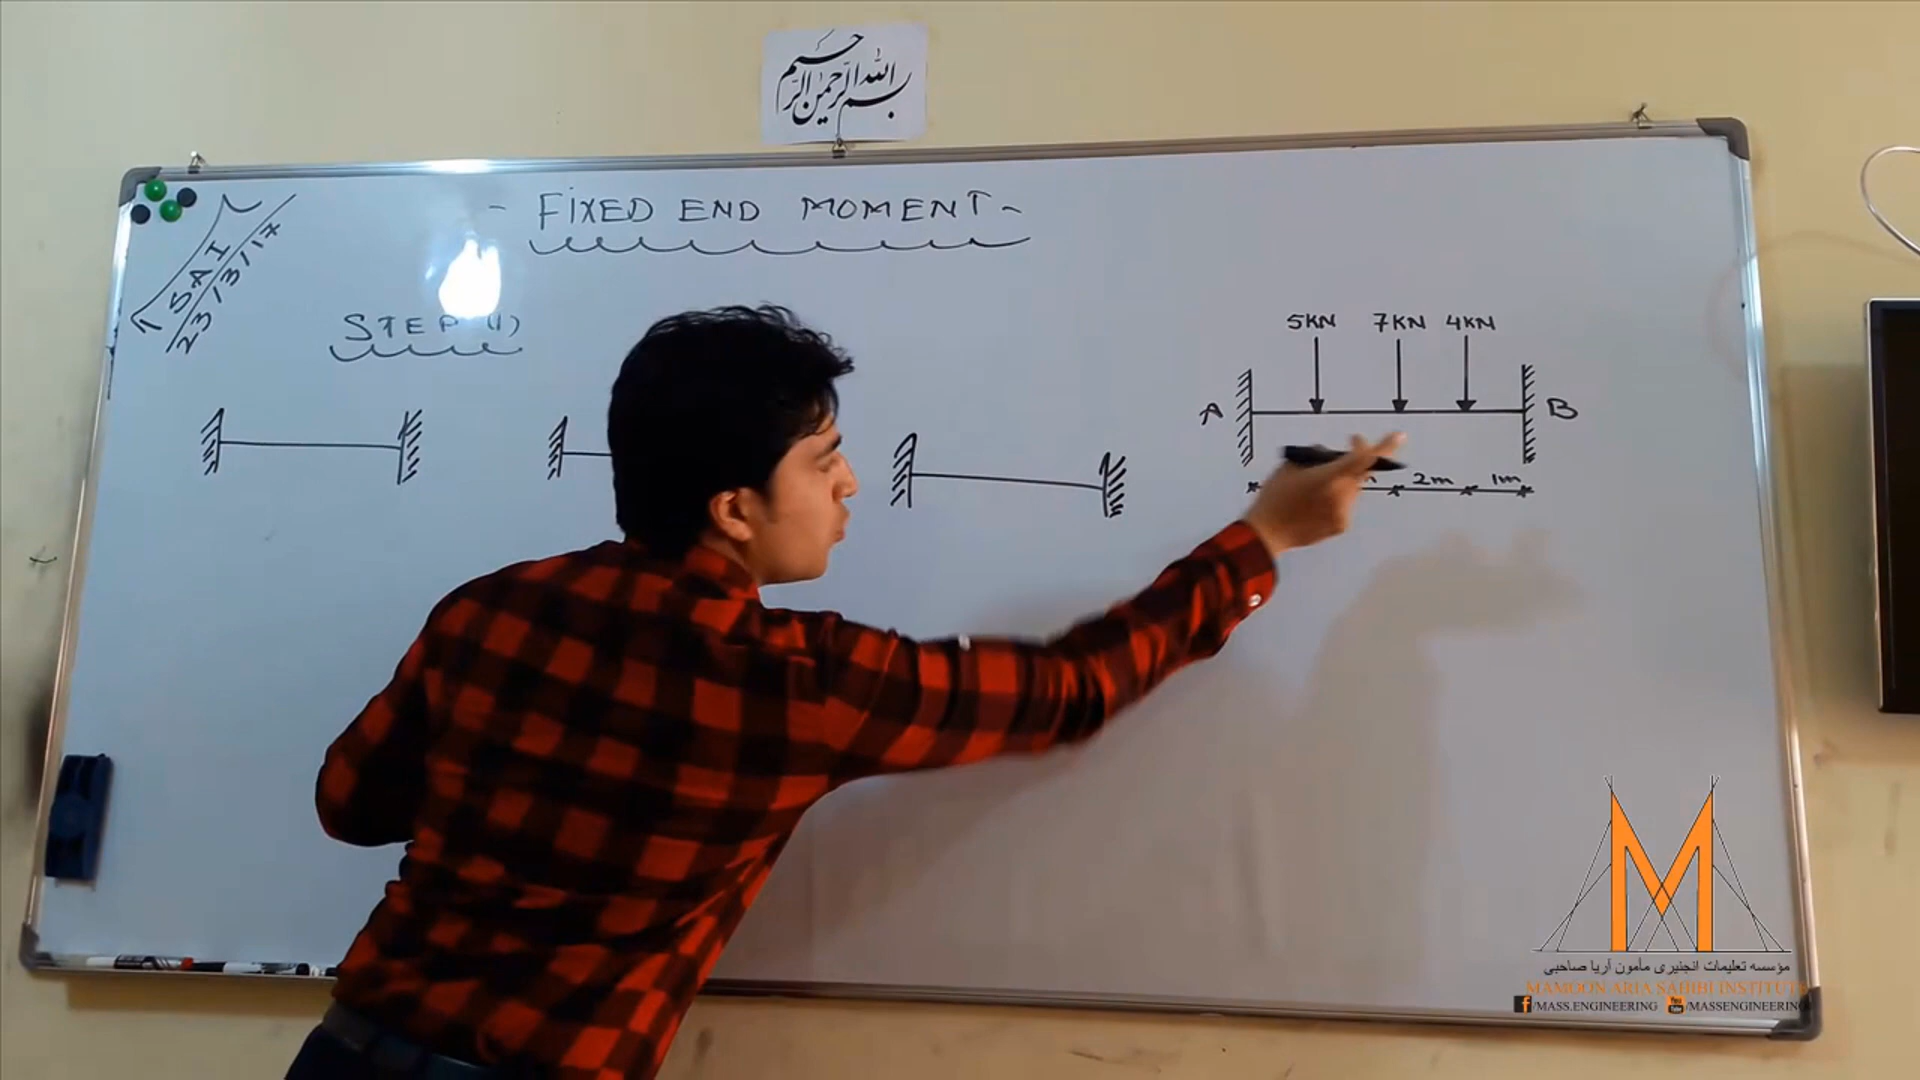 بسم الله الرحمن الرحيم
- FIXED END MOMENT -
SAI
23/3/17
STEP (1)
5KN 7KN 4KN
A B
2m 1m
مؤسسه تعلیمات انجنیری مأمون آریا صاحبی
MAMOON ARIA SAHIBI INSTITUTE
/MASS.ENGINEERING /MASSENGINEERING